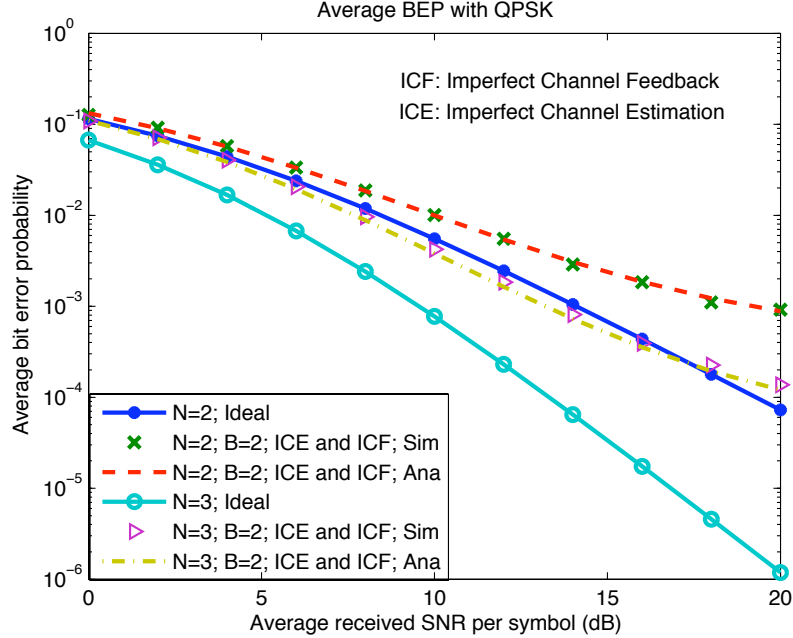 Average BEP with QPSK
ICF: Imperfect Channel Feedback
ICE: Imperfect Channel Estimation
Average bit error probability
10^0
10^-1
10^-2
10^-3
10^-4
10^-5
10^-6
N=2; Ideal
N=2; B=2; ICE and ICF; Sim
N=2; B=2; ICE and ICF; Ana
N=3; Ideal
N=3; B=2; ICE and ICF; Sim
N=3; B=2; ICE and ICF; Ana
0 5 10 15 20
Average received SNR per symbol (dB)